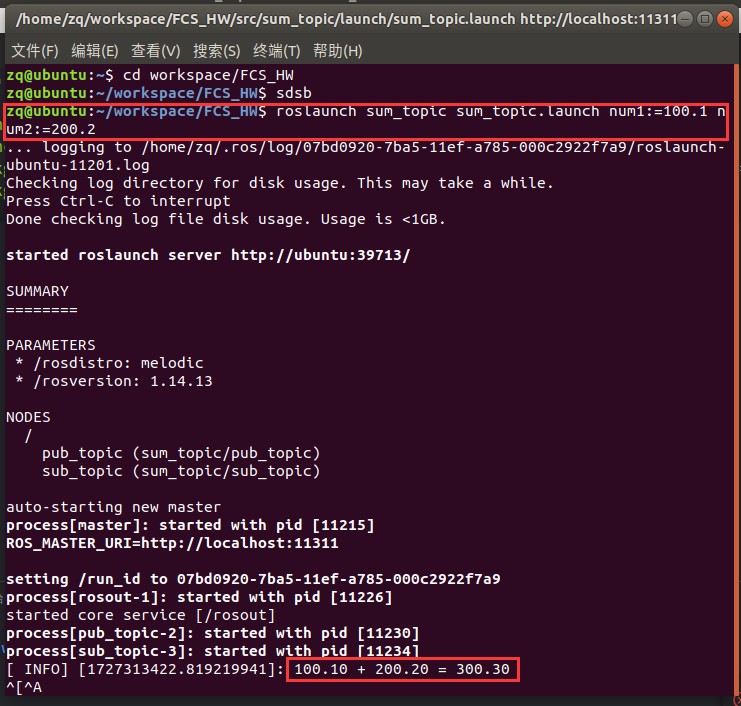 /home/zq/workspace/FCS_HW/src/sum_topic/launch/sum_topic.launch http://localhost:11311
文件(F) 编辑(E) 查看(V) 搜索(S) 终端(T) 帮助(H)
zq@ubuntu:~$ cd workspace/FCS_HW
zq@ubuntu:~/workspace/FCS_HW$ sdsb
zq@ubuntu:~/workspace/FCS_HW$ roslaunch sum_topic sum_topic.launch num1:=100.1 n
um2:=200.2
... logging to /home/zq/.ros/log/07bd0920-7ba5-11ef-a785-000c2922f7a9/roslaunch-
ubuntu-11201.log
Checking log directory for disk usage. This may take a while.
Press Ctrl-C to interrupt
Done checking log file disk usage. Usage is <1GB.
started roslaunch server http://ubuntu:39713/
SUMMARY
========
PARAMETERS
* /rosdistro: melodic
* /rosversion: 1.14.13
NODES
/
pub_topic (sum_topic/pub_topic)
sub_topic (sum_topic/sub_topic)
auto-starting new master
process[master]: started with pid [11215]
ROS_MASTER_URI=http://localhost:11311
setting /run_id to 07bd0920-7ba5-11ef-a785-000c2922f7a9
process[rosout-1]: started with pid [11226]
started core service [/rosout]
process[pub_topic-2]: started with pid [11230]
process[sub_topic-3]: started with pid [11234]
[ INFO] [1727313422.819219941]: 100.10 + 200.20 = 300.30
^[^A